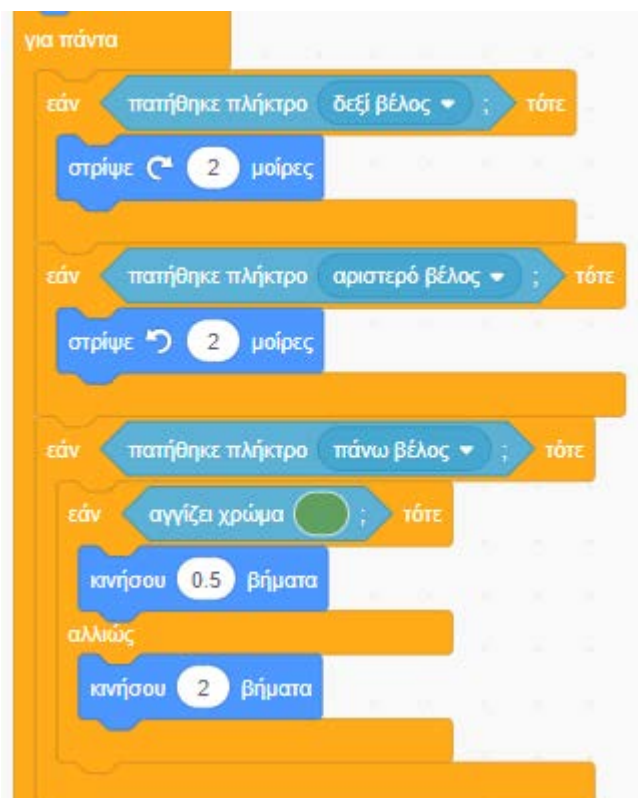 για πάντα
εάν πατήθηκε πλήκτρο δεξί βέλος ; τότε
στρίψε 2 μοίρες
εάν πατήθηκε πλήκτρο αριστερό βέλος ; τότε
στρίψε 2 μοίρες
εάν πατήθηκε πλήκτρο πάνω βέλος ; τότε
εάν αγγίζει χρώμα ; τότε
κινήσου 0.5 βήματα
αλλιώς
κινήσου 2 βήματα